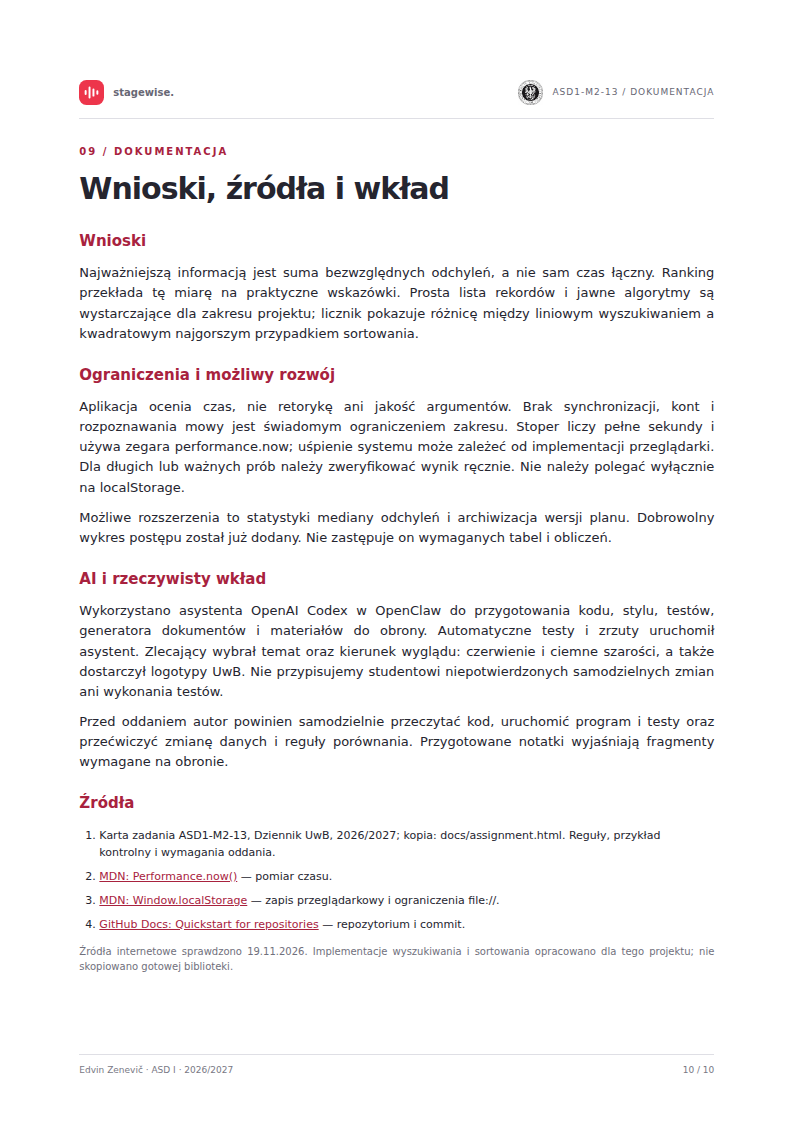 stagewise.
ASD1-M2-13 / DOKUMENTACJA
09 / DOKUMENTACJA
Wnioski, źródła i wkład
Wnioski
Najważniejszą informacją jest suma bezwzględnych odchyleń, a nie sam czas łączny. Ranking
przekłada tę miarę na praktyczne wskazówki. Prosta lista rekordów i jawne algorytmy są
wystarczające dla zakresu projektu; licznik pokazuje różnicę między liniowym wyszukiwaniem a
kwadratowym najgorszym przypadkiem sortowania.
Ograniczenia i możliwy rozwój
Aplikacja ocenia czas, nie retorykę ani jakość argumentów. Brak synchronizacji, kont i
rozpoznawania mowy jest świadomym ograniczeniem zakresu. Stoper liczy pełne sekundy i
używa zegara performance.now; uśpienie systemu może zależeć od implementacji przeglądarki.
Dla długich lub ważnych prób należy zweryfikować wynik ręcznie. Nie należy polegać wyłącznie
na localStorage.
Możliwe rozszerzenia to statystyki mediany odchyleń i archiwizacja wersji planu. Dobrowolny
wykres postępu został już dodany. Nie zastępuje on wymaganych tabel i obliczeń.
AI i rzeczywisty wkład
Wykorzystano asystenta OpenAI Codex w OpenClaw do przygotowania kodu, stylu, testów,
generatora dokumentów i materiałów do obrony. Automatyczne testy i zrzuty uruchomił
asystent. Zlecający wybrał temat oraz kierunek wyglądu: czerwienie i ciemne szarości, a także
dostarczył logotypy UwB. Nie przypisujemy studentowi niepotwierdzonych samodzielnych zmian
ani wykonania testów.
Przed oddaniem autor powinien samodzielnie przeczytać kod, uruchomić program i testy oraz
przećwiczyć zmianę danych i reguły porównania. Przygotowane notatki wyjaśniają fragmenty
wymagane na obronie.
Źródła
1. Karta zadania ASD1-M2-13, Dziennik UwB, 2026/2027; kopia: docs/assignment.html. Reguły, przykład
kontrolny i wymagania oddania.
2. MDN: Performance.now() — pomiar czasu.
3. MDN: Window.localStorage — zapis przeglądarkowy i ograniczenia file://.
4. GitHub Docs: Quickstart for repositories — repozytorium i commit.
Źródła internetowe sprawdzono 19.11.2026. Implementacje wyszukiwania i sortowania opracowano dla tego projektu; nie
skopiowano gotowej biblioteki.
Edvin Zenevič · ASD I · 2026/2027
10 / 10